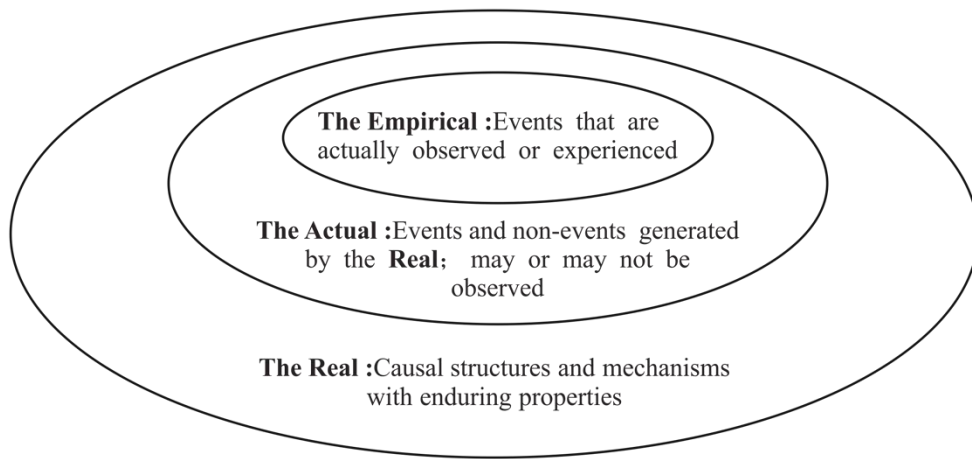 The Empirical :Events that are
actually observed or experienced
The Actual :Events and non-events generated
by the Real； may or may not be
observed
The Real :Causal structures and mechanisms
with enduring properties